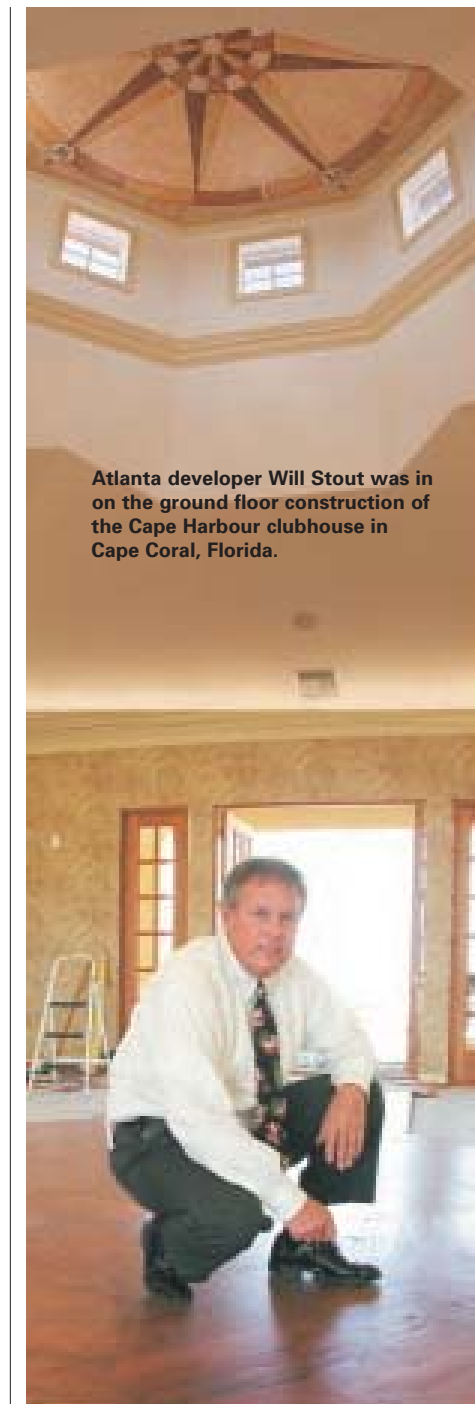 Atlanta developer Will Stout was in
on the ground floor construction of
the Cape Harbour clubhouse in
Cape Coral, Florida.